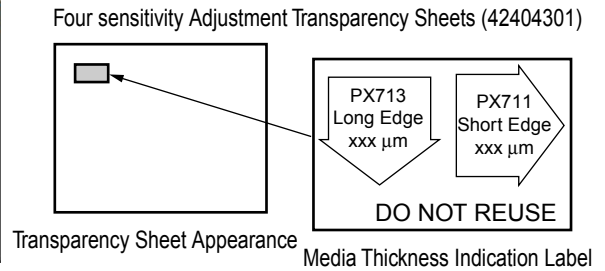 Four sensitivity Adjustment Transparency Sheets (42404301)
PX713
Long Edge
xxx μm
PX711
Short Edge
xxx μm
DO NOT REUSE
Transparency Sheet Appearance
Media Thickness Indication Label